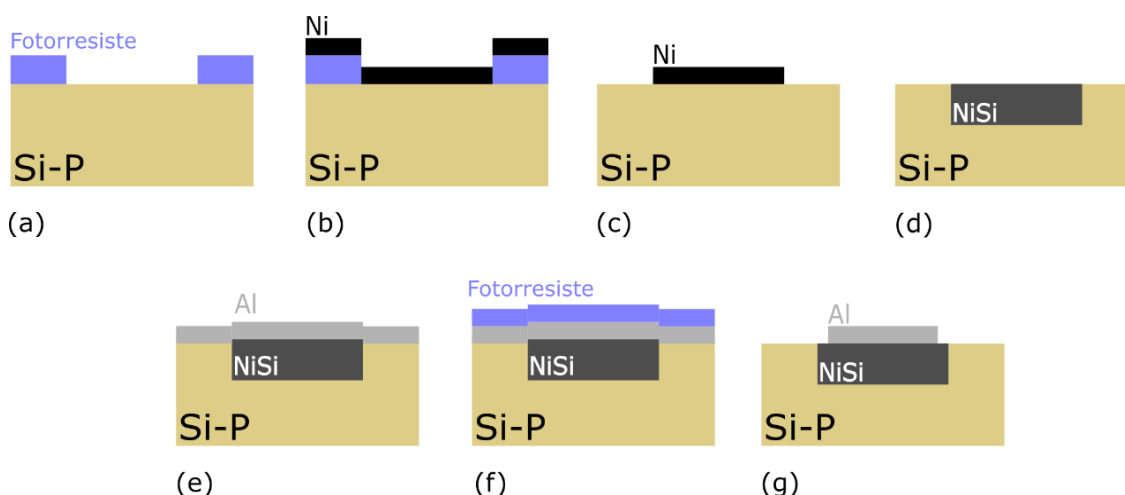 Fotorresiste
Si-P
(a)
Ni
Si-P
(b)
Ni
Si-P
(c)
NiSi
Si-P
(d)
Al
NiSi
Si-P
(e)
Fotorresiste
NiSi
Si-P
(f)
Al
NiSi
Si-P
(g)